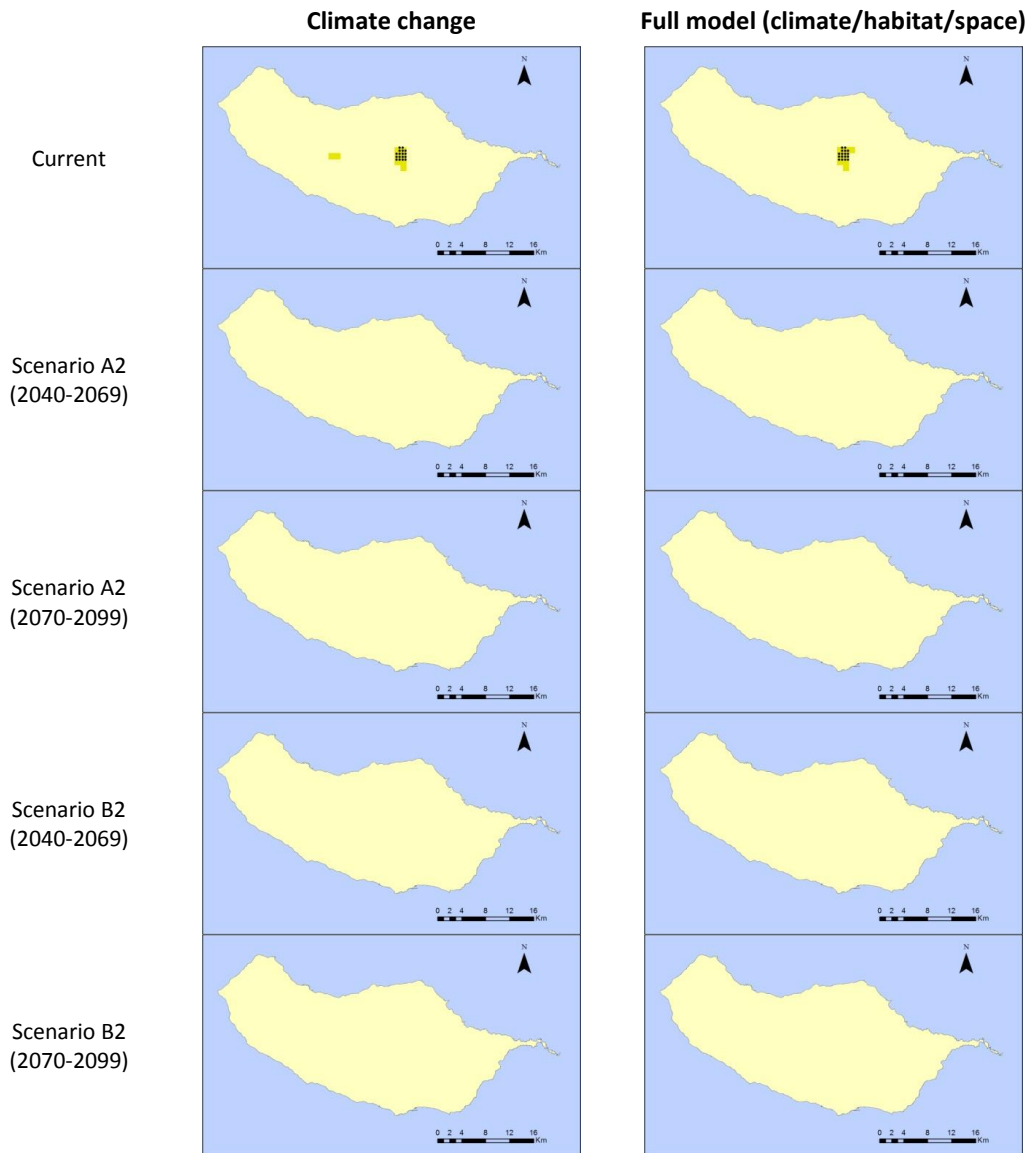 Climate change
Full model (climate/habitat/space)
Current
N
0 2 4 8 12 16
Km
N
0 2 4 8 12 16
Km
Scenario A2
(2040-2069)
N
0 2 4 8 12 16
Km
N
0 2 4 8 12 16
Km
Scenario A2
(2070-2099)
N
0 2 4 8 12 16
Km
N
0 2 4 8 12 16
Km
Scenario B2
(2040-2069)
N
0 2 4 8 12 16
Km
N
0 2 4 8 12 16
Km
Scenario B2
(2070-2099)
N
0 2 4 8 12 16
Km
N
0 2 4 8 12 16
Km